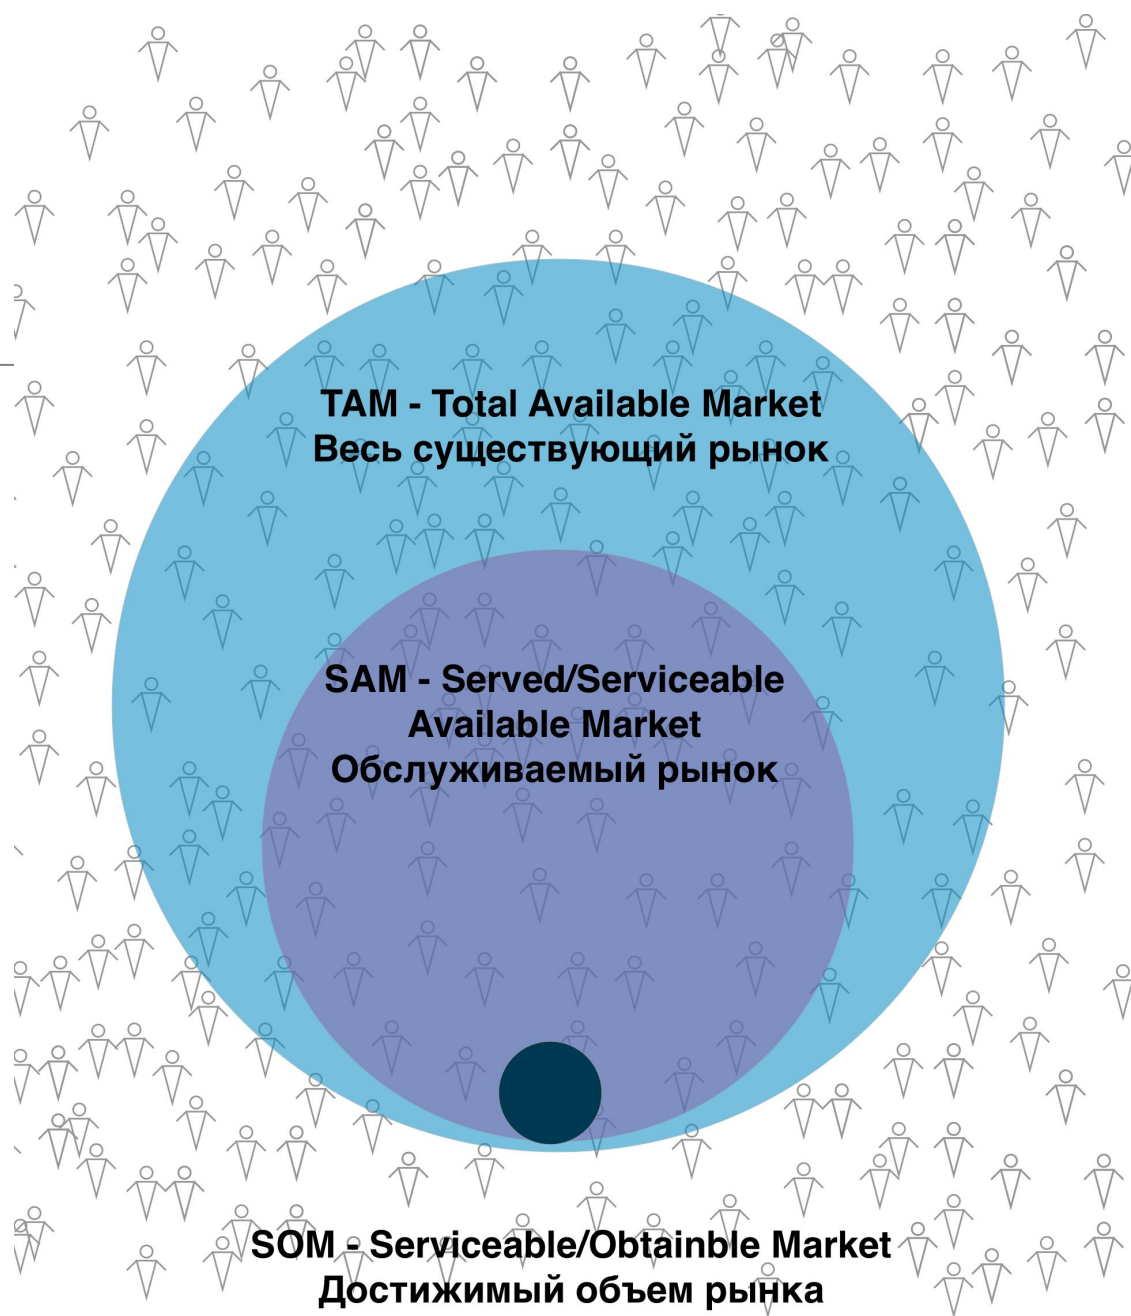 TAM - Total Available Market
Весь существующий рынок
SAM - Served/Serviceable
Available Market
Обслуживаемый рынок
SOM - Serviceable/Obtainble Market
Достижимый объем рынка